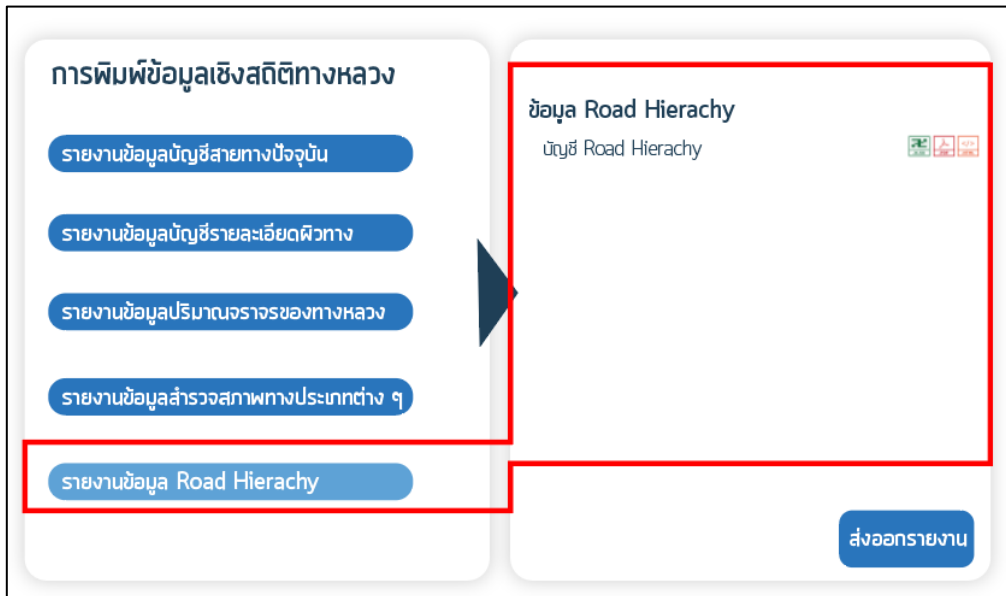 การพิมพ์ข้อมูลเชิงสถิติทางหลวง
รายงานข้อมูลบัญชีสายทางปัจจุบัน
รายงานข้อมูลบัญชีรายละเอียดผิวทาง
รายงานข้อมูลปริมาณจราจรของทางหลวง
รายงานข้อมูลสำรวจสภาพทางประเภทต่าง ๆ
รายงานข้อมูล Road Hierachy
ข้อมูล Road Hierachy
บัญชี Road Hierachy
ส่งออกรายงาน